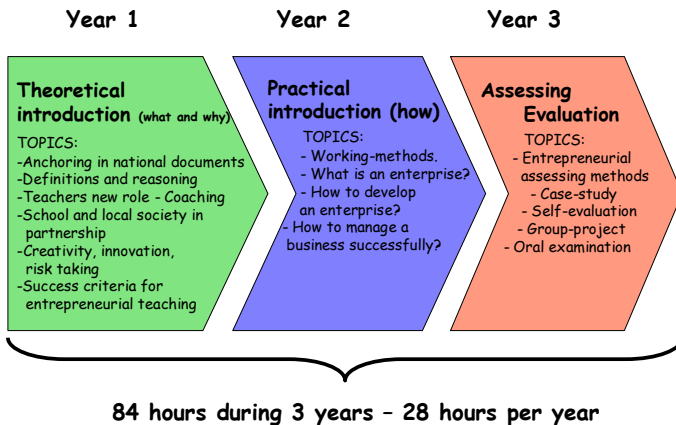 Year 1
Year 2
Year 3
Theoretical
introduction (what and why)
TOPICS:
-Anchoring in national documents
-Definitions and reasoning
-Teachers new role - Coaching
-School and local society in
partnership
-Creativity, innovation,
risk taking
-Success criteria for
entrepreneurial teaching
Practical
introduction (how)
TOPICS:
- Working-methods.
- What is an enterprise?
- How to develop
an enterprise?
- How to manage a
business successfully?
Assessing
Evaluation
TOPICS:
- Entrepreneurial
assessing methods
- Case-study
- Self-evaluation
- Group-project
- Oral examination
84 hours during 3 years – 28 hours per year